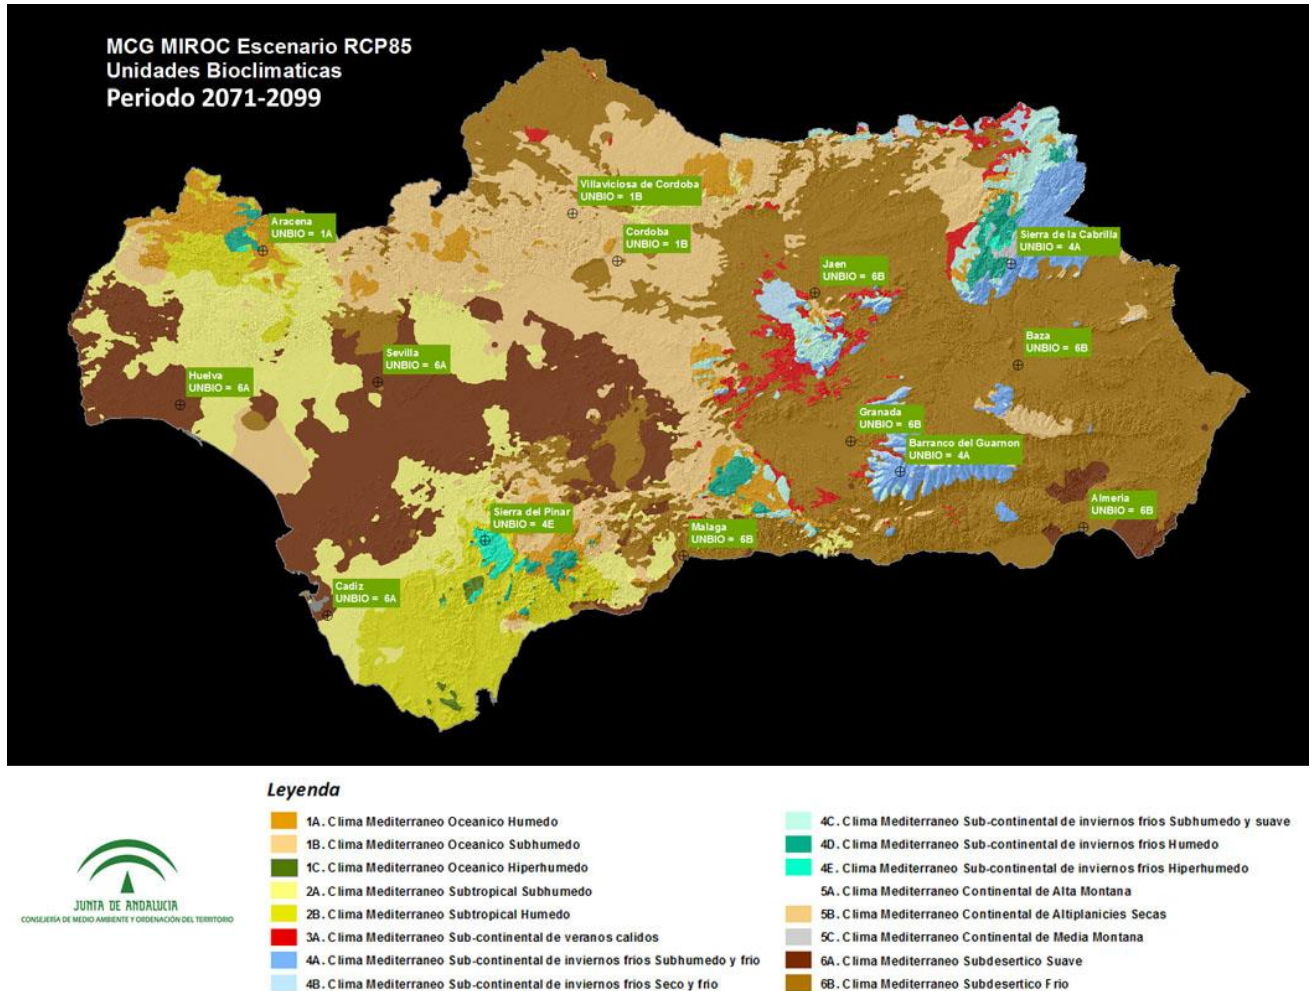 MCG MIROC Escenario RCP85
Unidades Bioclimaticas
Periodo 2071-2099
Villaviciosa de Cordoba
UNBIO = 1B
Aracena
UNBIO = 1A
Cordoba
UNBIO = 1B
Sierra de la Cabrilla
UNBIO = 4A
Jaen
UNBIO = 6B
Sevilla
UNBIO = 6A
Baza
UNBIO = 6B
Huelva
UNBIO = 6A
Granada
UNBIO = 6B
Barranco del Guarnon
UNBIO = 4A
Sierra del Pinar
UNBIO = 4E
Almeria
UNBIO = 6B
Malaga
UNBIO = 6B
Cadiz
UNBIO = 6A
Leyenda
1A. Clima Mediterraneo Oceanico Humedo
1B. Clima Mediterraneo Oceanico Subhumedo
1C. Clima Mediterraneo Oceanico Hiperhumedo
2A. Clima Mediterraneo Subtropical Subhumedo
2B. Clima Mediterraneo Subtropical Humedo
3A. Clima Mediterraneo Sub-continental de veranos calidos
4A. Clima Mediterraneo Sub-continental de inviernos frios Subhumedo y frio
4B. Clima Mediterraneo Sub-continental de inviernos frios Seco y frio
4C. Clima Mediterraneo Sub-continental de inviernos frios Subhumedo y suave
4D. Clima Mediterraneo Sub-continental de inviernos frios Humedo
4E. Clima Mediterraneo Sub-continental de inviernos frios Hiperhumedo
5A. Clima Mediterraneo Continental de Alta Montana
5B. Clima Mediterraneo Continental de Altiplanicies Secas
5C. Clima Mediterraneo Continental de Media Montana
6A. Clima Mediterraneo Subdesertico Suave
6B. Clima Mediterraneo Subdesertico Frio
JUNTA DE ANDALUCIA
CONSEJERÍA DE MEDIO AMBIENTE Y ORDENACIÓN DEL TERRITORIO